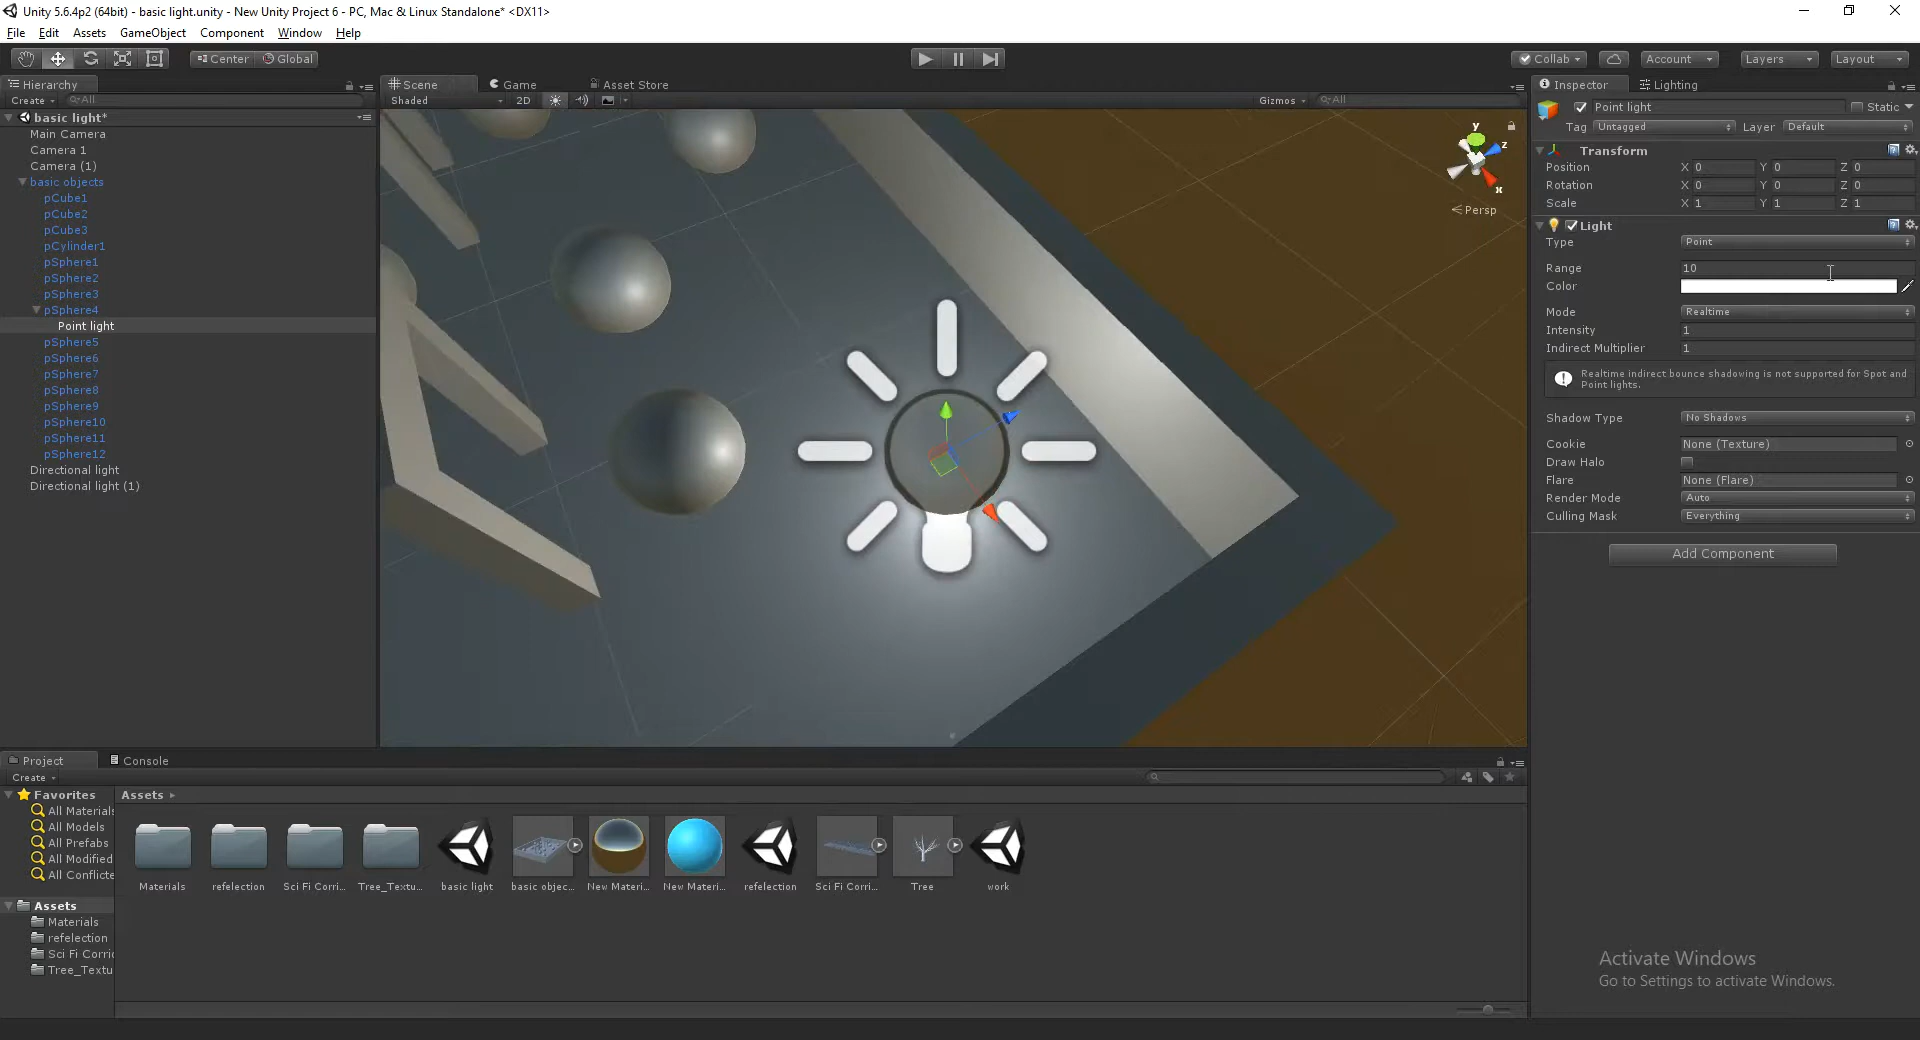 Unity 5.6.4p2 (64bit) - basic light.unity - New Unity Project 6 - PC, Mac & Linux Standalone* <DX11>
File Edit Assets GameObject Component Window Help
Center Global Collab Account Layers Layout
Hierarchy
Create All
basic light*
Main Camera
Camera 1
Camera (1)
basic objects
pCube1
pCube2
pCube3
pCylinder1
pSphere1
pSphere2
pSphere3
pSphere4
Point light
pSphere5
pSphere6
pSphere7
pSphere8
pSphere9
pSphere10
pSphere11
pSphere12
Directional light
Directional light (1)
Scene Game Asset Store
Shaded 2D Gizmos All
y
z
x
Persp
Inspector Lighting
Point light Static
Tag Untagged Layer Default
Transform
Position X 0 Y 0 Z 0
Rotation X 0 Y 0 Z 0
Scale X 1 Y 1 Z 1
Light
Type Point
Range 10
Color
Mode Realtime
Intensity 1
Indirect Multiplier 1
Realtime indirect bounce shadowing is not supported for Spot and
Point lights.
Shadow Type No Shadows
Cookie None (Texture)
Draw Halo
Flare None (Flare)
Render Mode Auto
Culling Mask Everything
Add Component
Project Console
Create
Favorites
All Materials
All Models
All Prefabs
All Modified
All Conflicte
Assets
Materials
refelection
Sci Fi Corri
Tree_Textu
Assets
Materials refelection Sci Fi Corri... Tree_Textu... basic light basic objec... New Materi... New Materi... refelection Sci Fi Corri... Tree work
Activate Windows
Go to Settings to activate Windows.